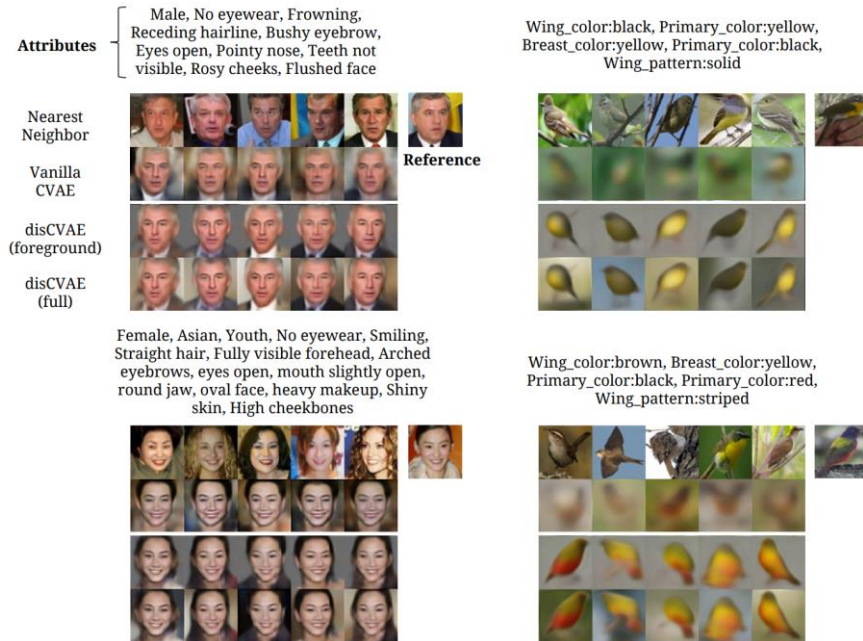 Attributes
Male, No eyewear, Frowning,
Receding hairline, Bushy eyebrow,
Eyes open, Pointy nose, Teeth not
visible, Rosy cheeks, Flushed face
Wing_color:black, Primary_color:yellow,
Breast_color:yellow, Primary_color:black,
Wing_pattern:solid
Nearest
Neighbor
Reference
Vanilla
CVAE
disCVAE
(foreground)
disCVAE
(full)
Female, Asian, Youth, No eyewear, Smiling,
Straight hair, Fully visible forehead, Arched
eyebrows, eyes open, mouth slightly open,
round jaw, oval face, heavy makeup, Shiny
skin, High cheekbones
Wing_color:brown, Breast_color:yellow,
Primary_color:black, Primary_color:red,
Wing_pattern:striped